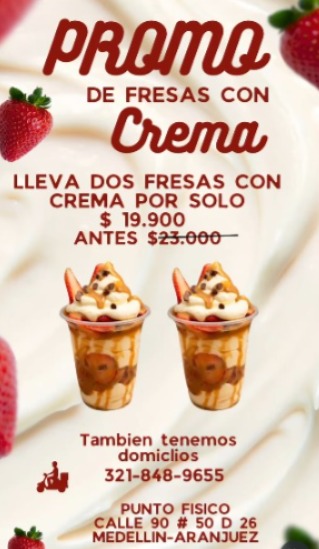 PROMO
DE FRESAS CON
Crema
LLEVA DOS FRESAS CON
CREMA POR SOLO
$ 19.900
ANTES $23.000
Tambien tenemos
domiclios
321-848-9655
PUNTO FISICO
CALLE 90 # 50 D 26
MEDELLIN-ARANJUEZ